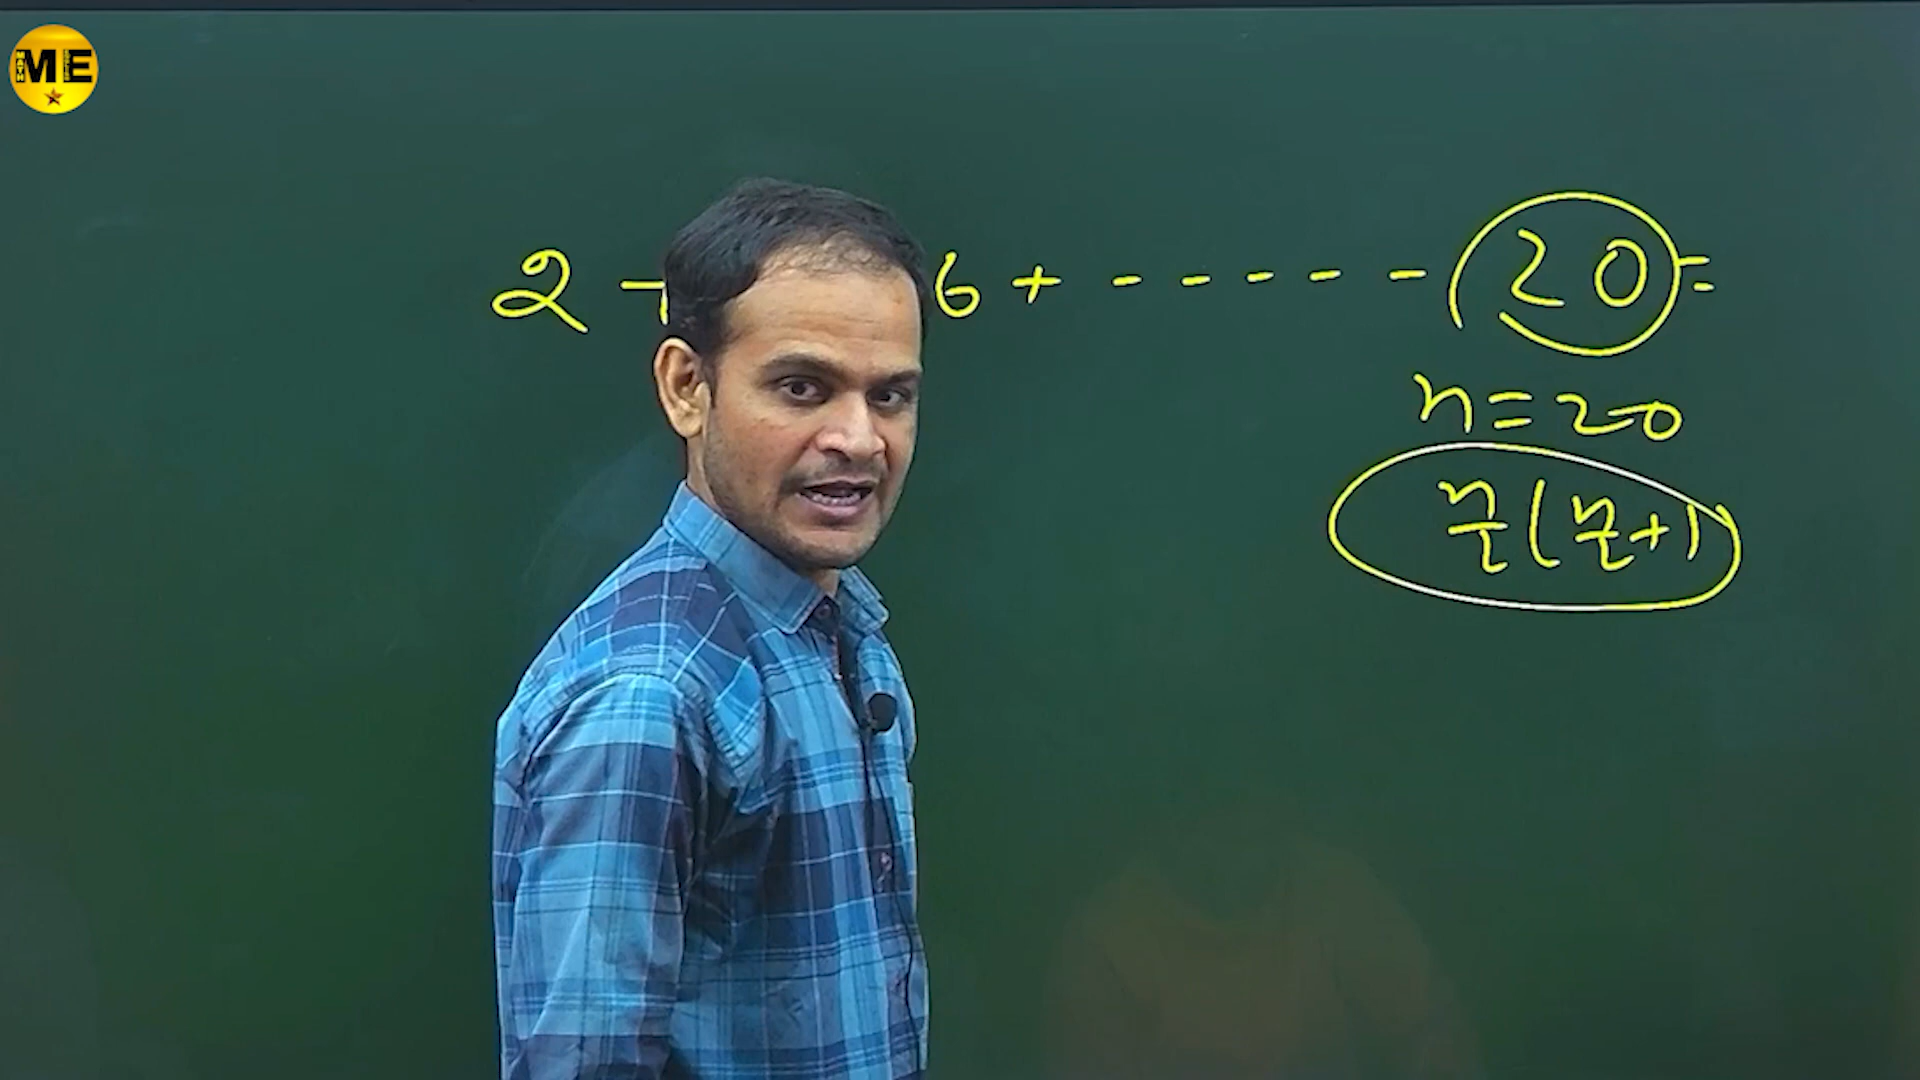 ME
2 + 6 + - - - - - 20 =
n = 20
n/2 (n/2 + 1)